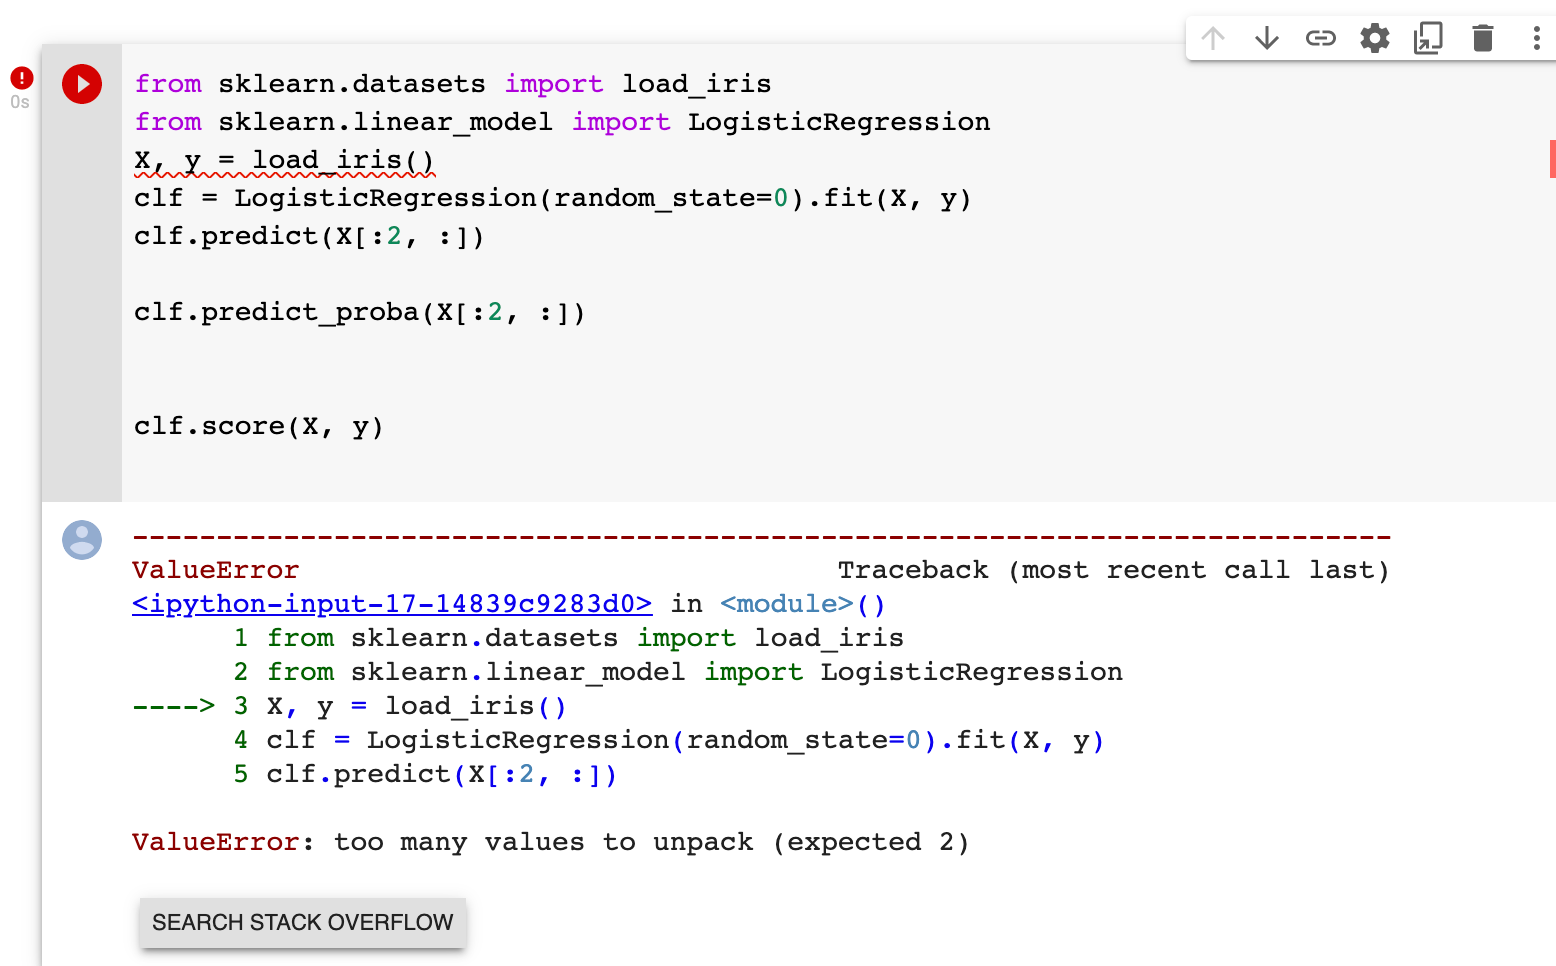 0s
from sklearn.datasets import load_iris
from sklearn.linear_model import LogisticRegression
X, y = load_iris()
clf = LogisticRegression(random_state=0).fit(X, y)
clf.predict(X[:2, :])
clf.predict_proba(X[:2, :])
clf.score(X, y)
---------------------------------------------------------------------------
ValueError                                Traceback (most recent call last)
<ipython-input-17-14839c9283d0> in <module>()
      1 from sklearn.datasets import load_iris
      2 from sklearn.linear_model import LogisticRegression
----> 3 X, y = load_iris()
      4 clf = LogisticRegression(random_state=0).fit(X, y)
      5 clf.predict(X[:2, :])
ValueError: too many values to unpack (expected 2)
SEARCH STACK OVERFLOW